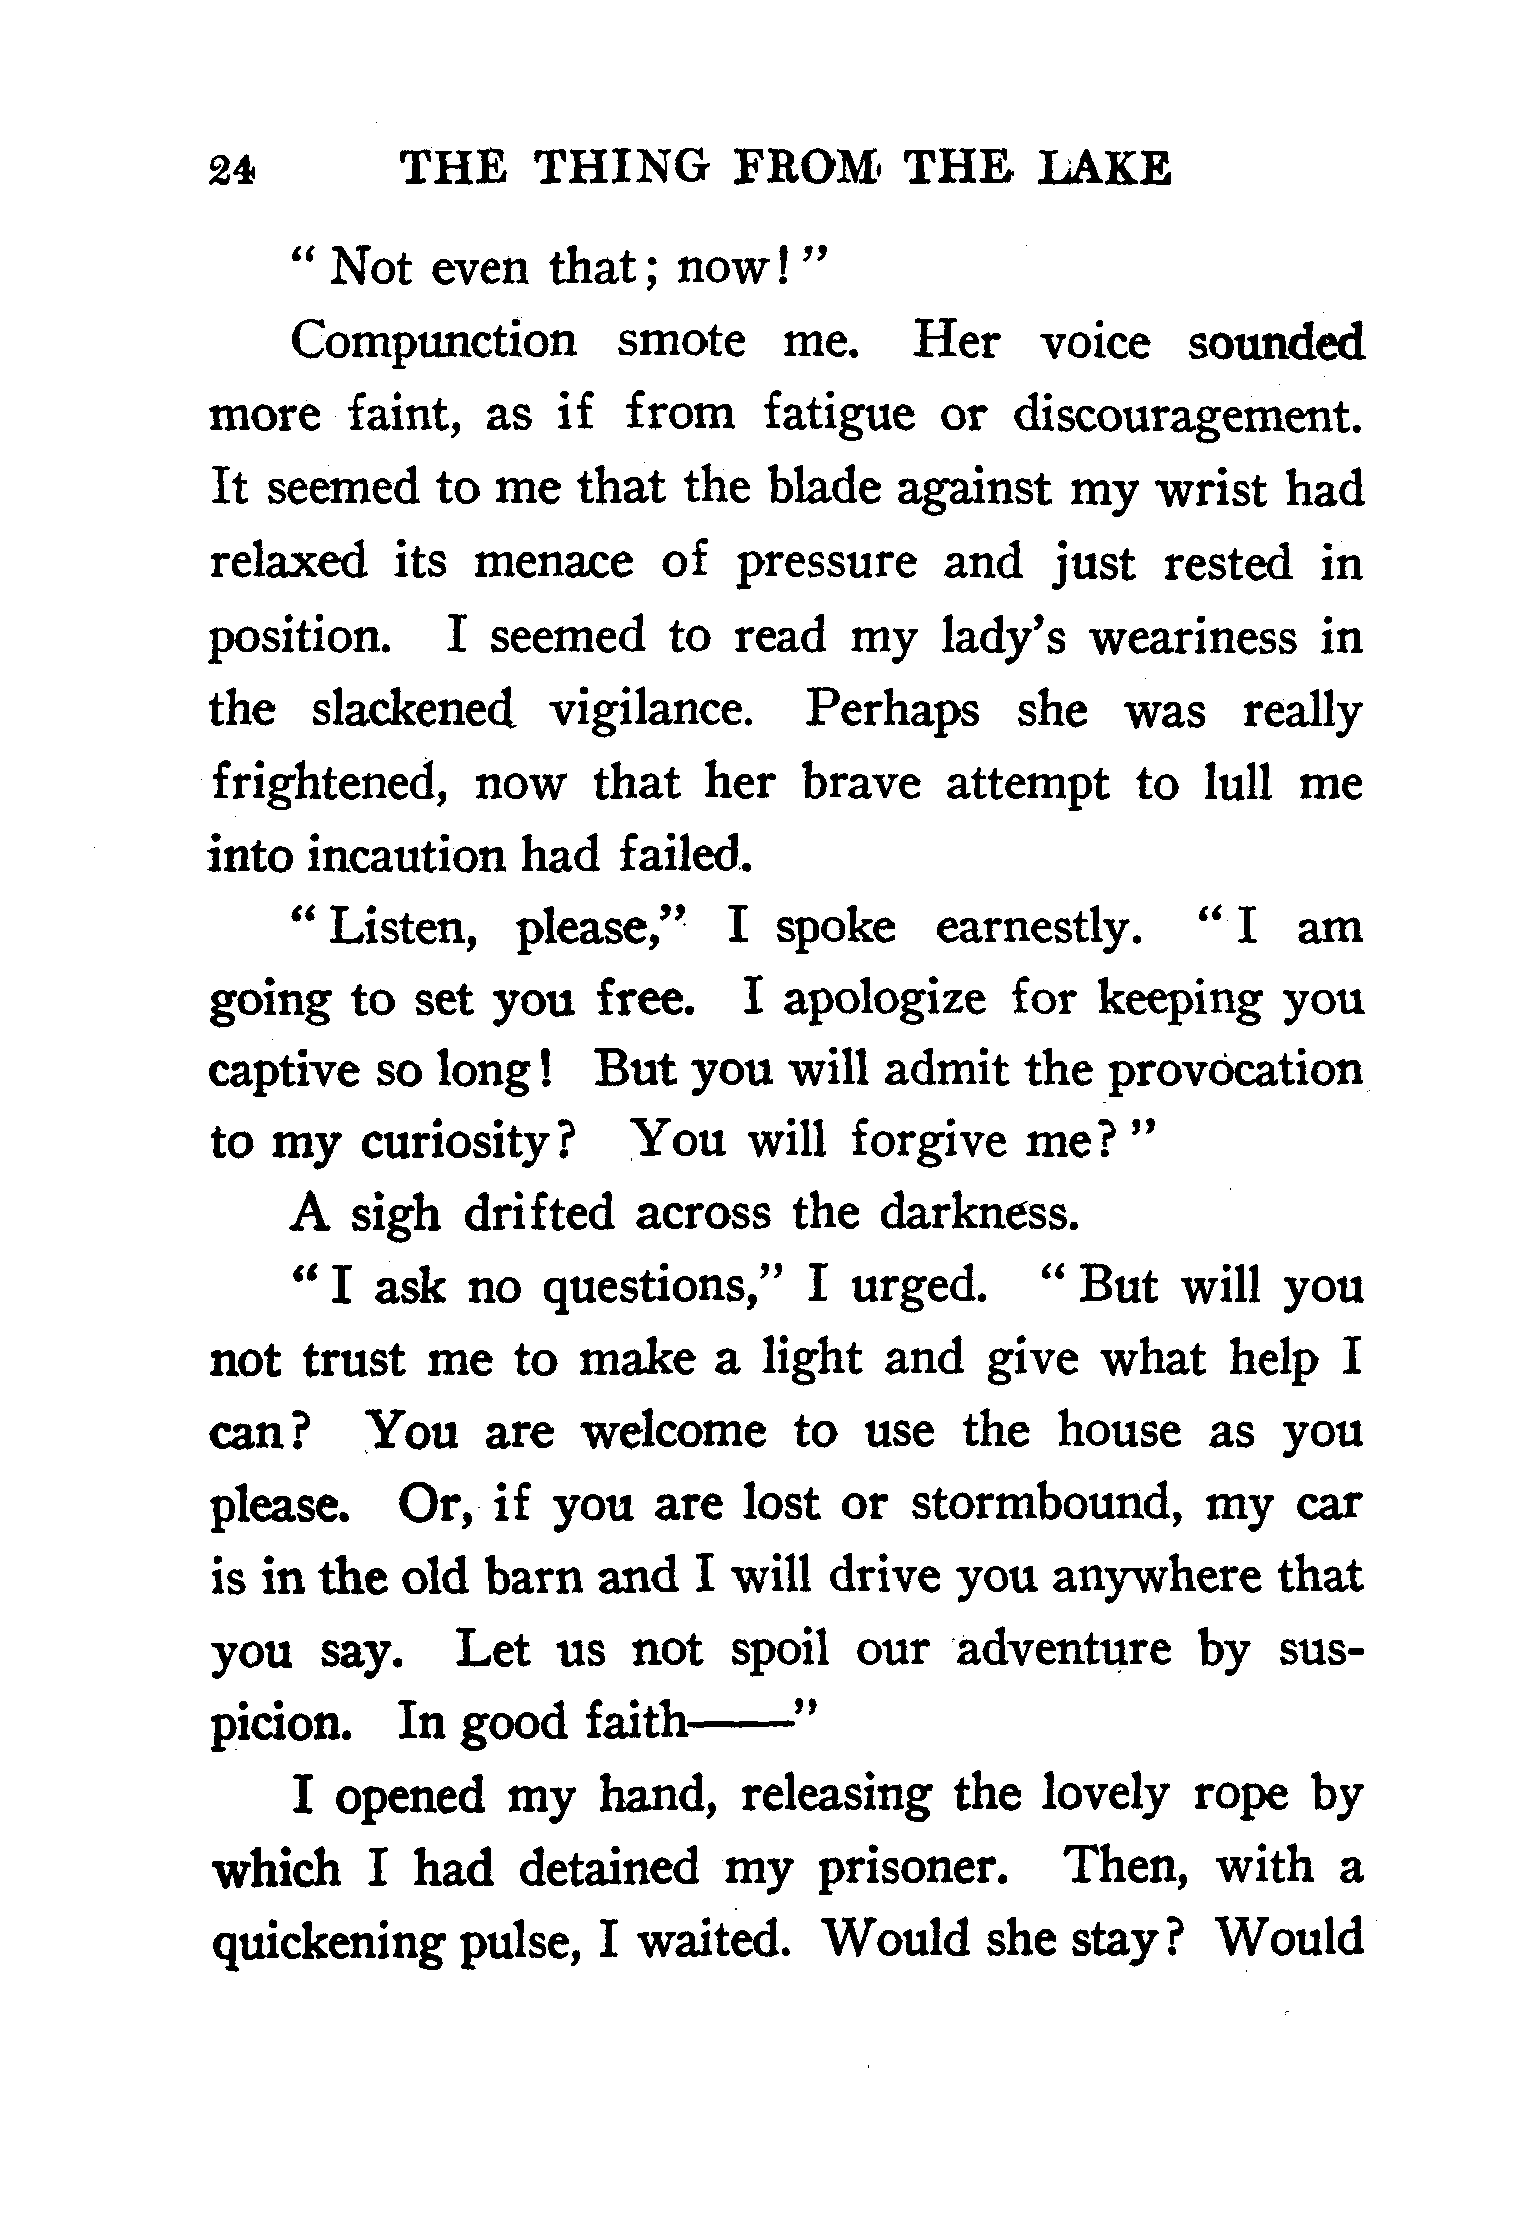 24 THE THING FROM THE LAKE
“ Not even that; now! ”
Compunction smote me. Her voice sounded
more faint, as if from fatigue or discouragement.
It seemed to me that the blade against my wrist had
relaxed its menace of pressure and just rested in
position. I seemed to read my lady’s weariness in
the slackened vigilance. Perhaps she was really
frightened, now that her brave attempt to lull me
into incaution had failed.
“ Listen, please,” I spoke earnestly. “ I am
going to set you free. I apologize for keeping you
captive so long! But you will admit the provocation
to my curiosity? You will forgive me? ”
A sigh drifted across the darkness.
“ I ask no questions,” I urged. “ But will you
not trust me to make a light and give what help I
can? You are welcome to use the house as you
please. Or, if you are lost or stormbound, my car
is in the old barn and I will drive you anywhere that
you say. Let us not spoil our adventure by sus-
picion. In good faith——”
I opened my hand, releasing the lovely rope by
which I had detained my prisoner. Then, with a
quickening pulse, I waited. Would she stay? Would